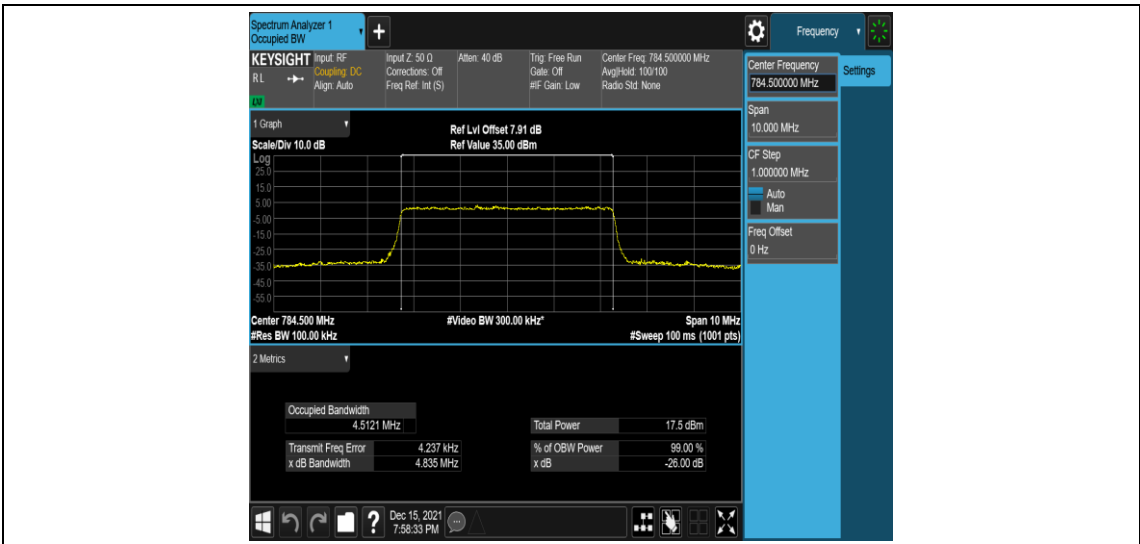 Spectrum Analyzer 1
Occupied BW
+
Frequency
KEYSIGHT
RL
LXI
Input: RF
Coupling: DC
Align: Auto
Input Z: 50 Ω
Corrections: Off
Freq Ref: Int (S)
Atten: 40 dB
Trig: Free Run
Gate: Off
#IF Gain: Low
Center Freq: 784.500000 MHz
Avg|Hold: 100/100
Radio Std: None
Center Frequency
784.500000 MHz
Settings
Span
10.000 MHz
CF Step
1.000000 MHz
Auto
Man
Freq Offset
0 Hz
1 Graph
Scale/Div 10.0 dB
Ref Lvl Offset 7.91 dB
Ref Value 35.00 dBm
Log
25.0
15.0
5.00
-5.00
-15.0
-25.0
-35.0
-45.0
-55.0
Center 784.500 MHz
#Video BW 300.00 kHz*
Span 10 MHz
#Res BW 100.00 kHz
#Sweep 100 ms (1001 pts)
2 Metrics
Occupied Bandwidth
4.5121 MHz
Total Power 17.5 dBm
Transmit Freq Error 4.237 kHz
% of OBW Power 99.00 %
x dB Bandwidth 4.835 MHz
x dB -26.00 dB
?
Dec 15, 2021
7:58:33 PM